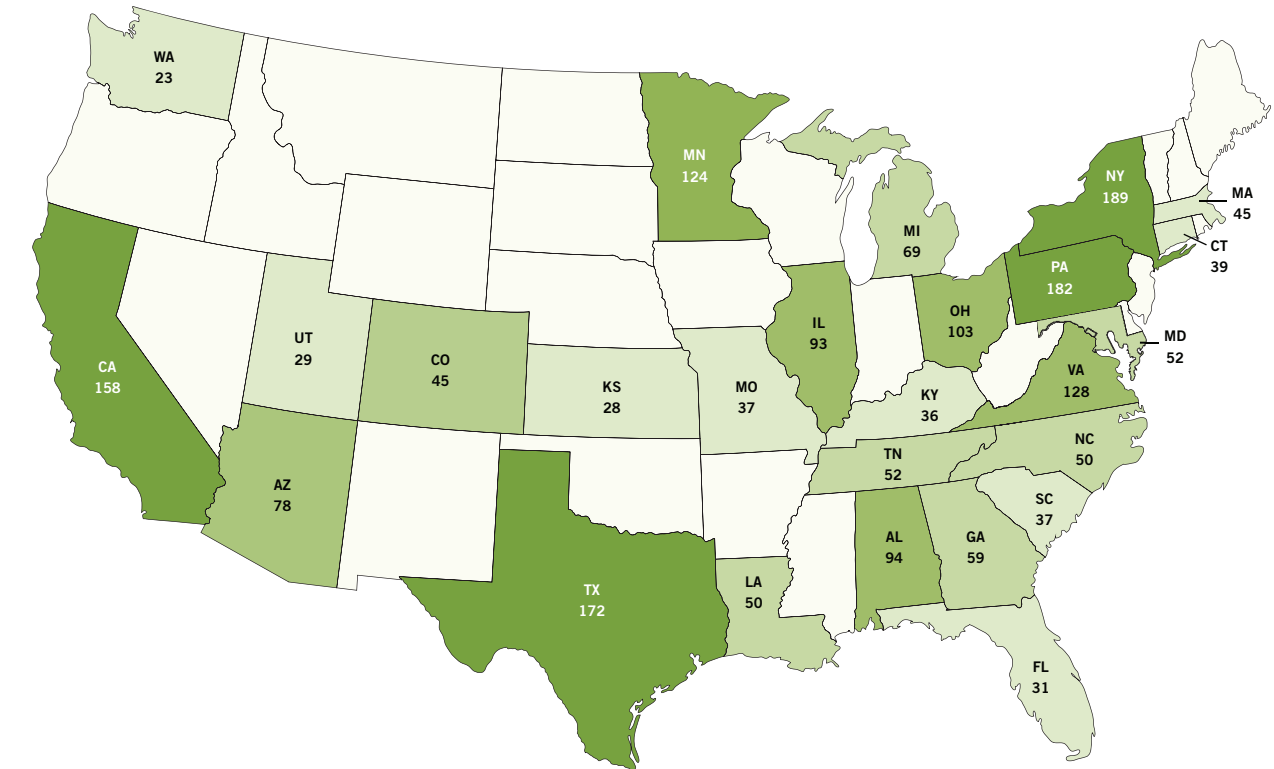 WA
23
MN
124
NY
189
MA
45
MI
69
CT
39
PA
182
OH
103
IL
93
UT
29
CO
45
MD
52
CA
158
VA
128
KS
28
MO
37
KY
36
NC
50
TN
52
AZ
78
SC
37
AL
94
GA
59
LA
50
TX
172
FL
31